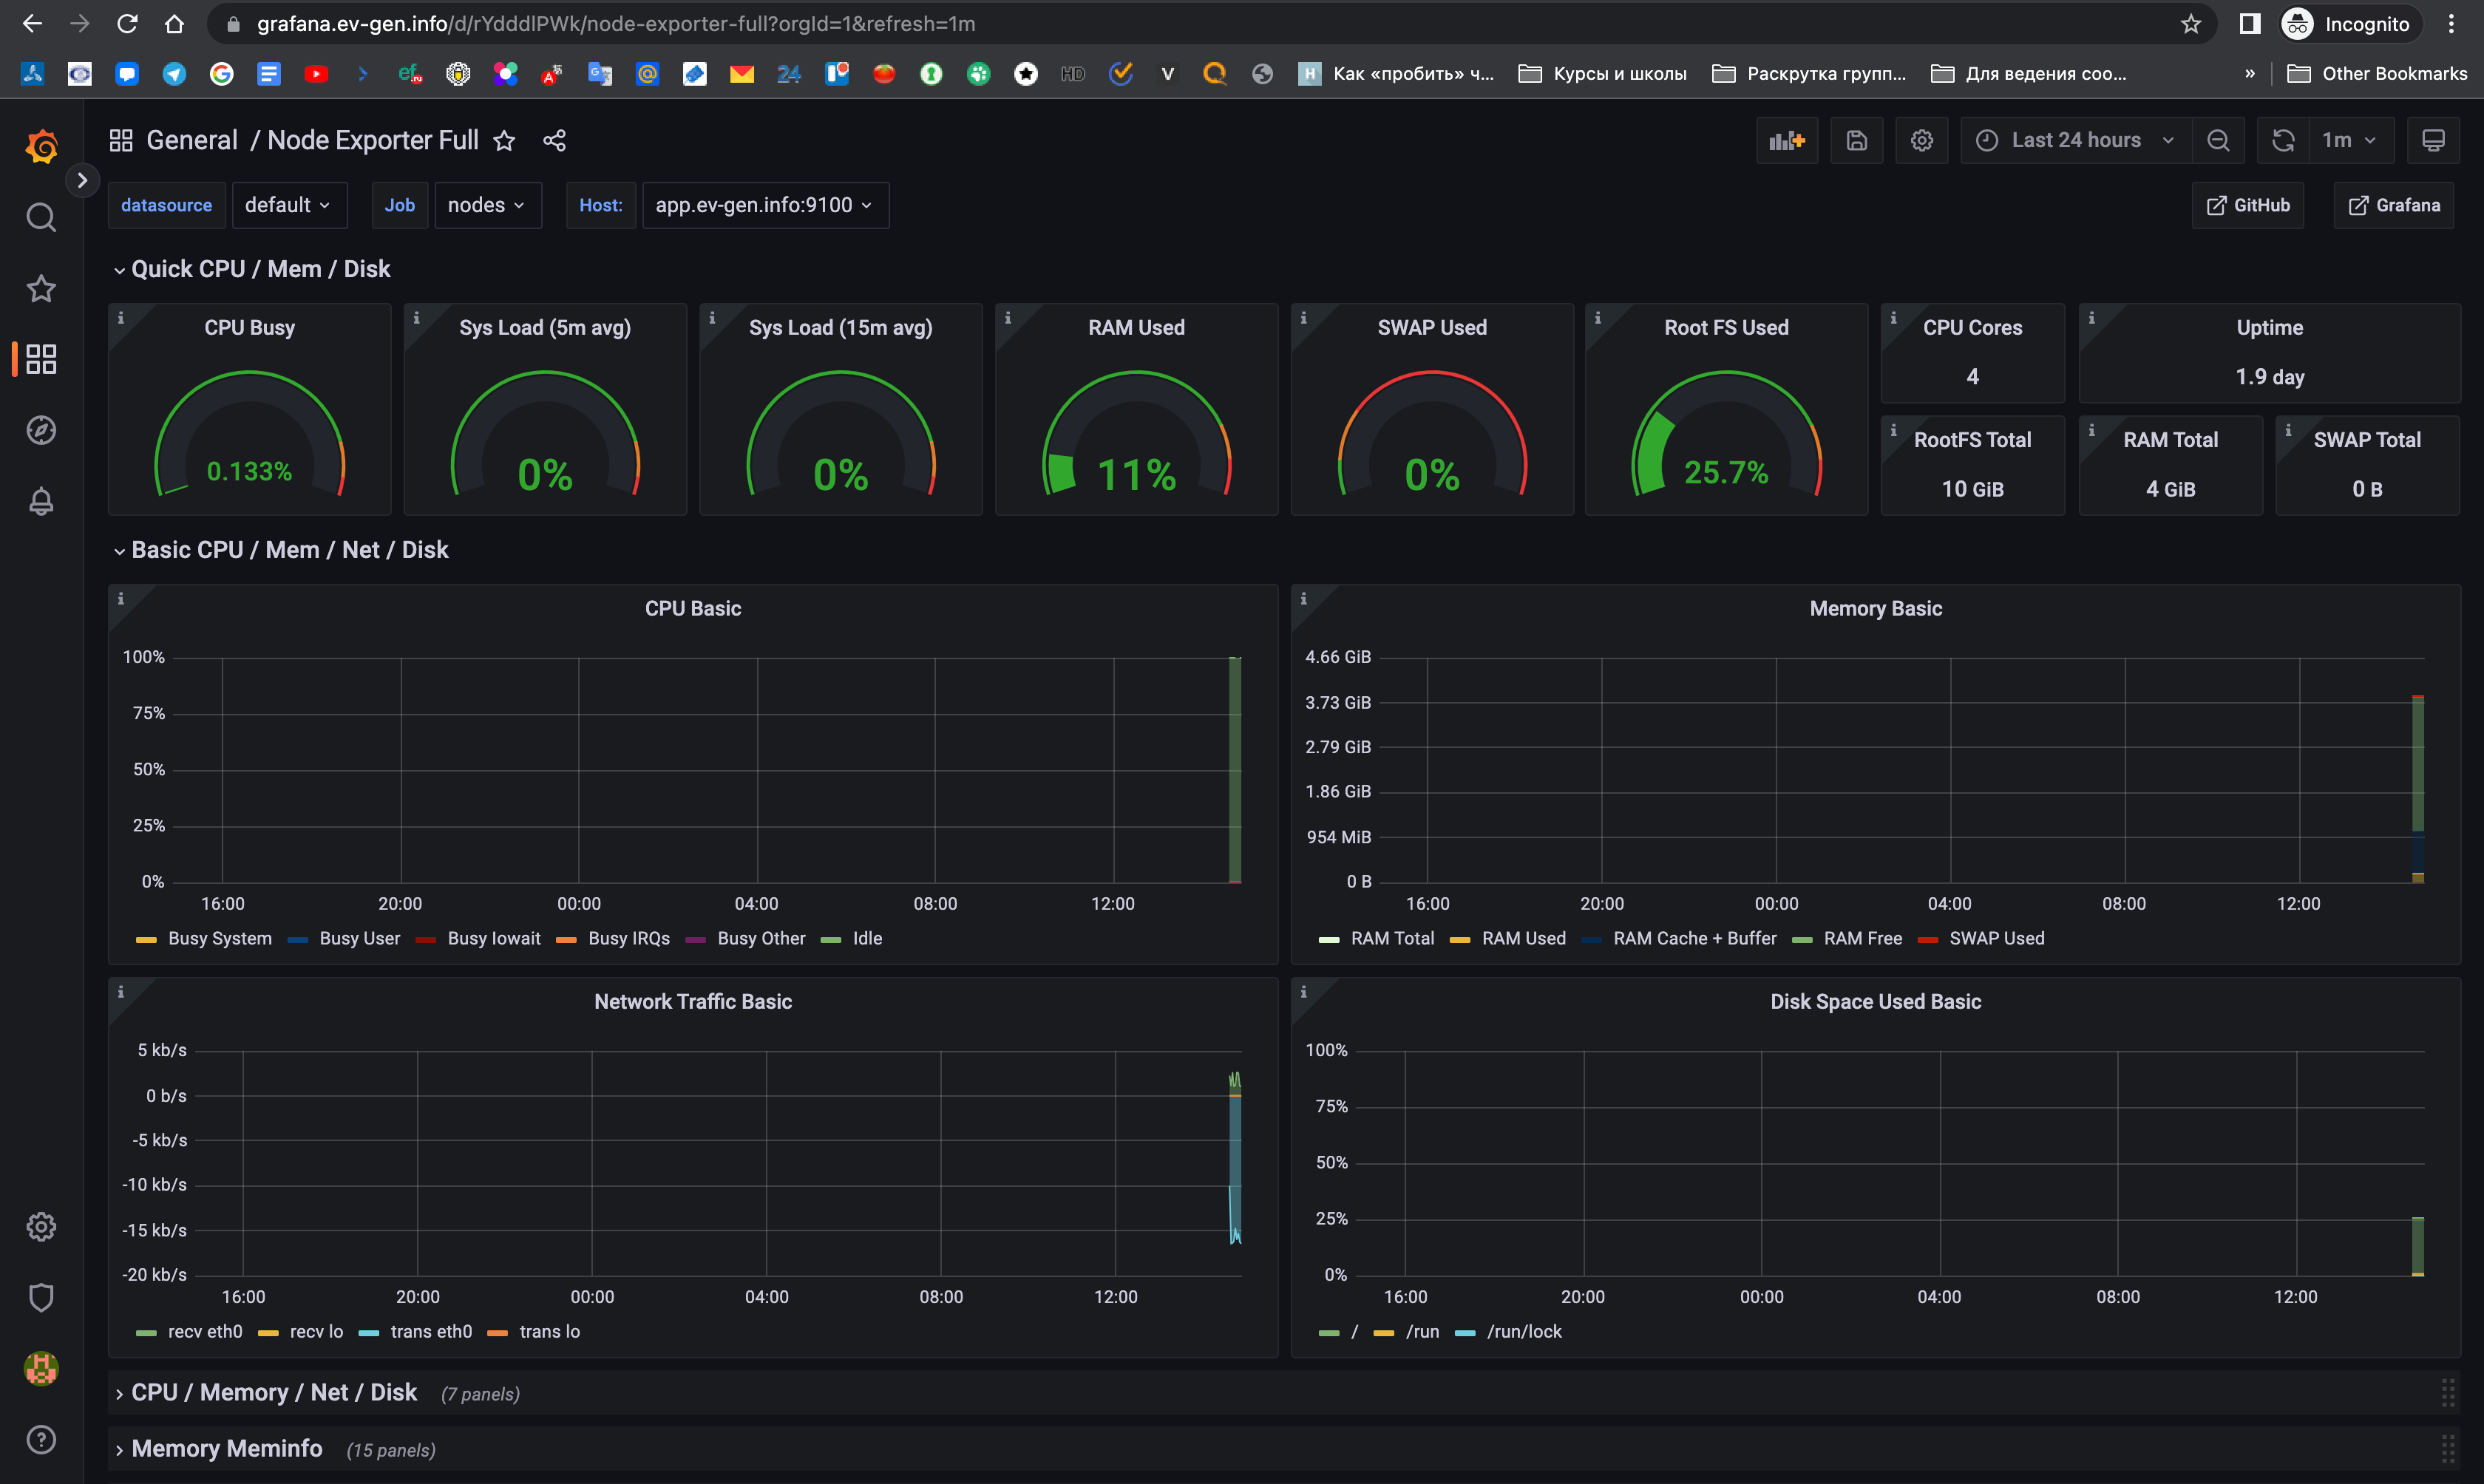 grafana.ev-gen.info/d/rYdddlPWk/node-exporter-full?orgId=1&refresh=1m
Incognito
ef.ru
24
HD
V
H
Как «пробить» ч...
Курсы и школы
Раскрутка групп...
Для ведения соо...
»
Other Bookmarks
General / Node Exporter Full
Last 24 hours
1m
datasource default
Job nodes
Host: app.ev-gen.info:9100
GitHub
Grafana
Quick CPU / Mem / Disk
CPU Busy
0.133%
Sys Load (5m avg)
0%
Sys Load (15m avg)
0%
RAM Used
11%
SWAP Used
0%
Root FS Used
25.7%
CPU Cores
4
Uptime
1.9 day
RootFS Total
10 GiB
RAM Total
4 GiB
SWAP Total
0 B
Basic CPU / Mem / Net / Disk
CPU Basic
100%
75%
50%
25%
0%
16:00 20:00 00:00 04:00 08:00 12:00
Busy System Busy User Busy Iowait Busy IRQs Busy Other Idle
Memory Basic
4.66 GiB
3.73 GiB
2.79 GiB
1.86 GiB
954 MiB
0 B
16:00 20:00 00:00 04:00 08:00 12:00
RAM Total RAM Used RAM Cache + Buffer RAM Free SWAP Used
Network Traffic Basic
5 kb/s
0 b/s
-5 kb/s
-10 kb/s
-15 kb/s
-20 kb/s
16:00 20:00 00:00 04:00 08:00 12:00
recv eth0 recv lo trans eth0 trans lo
Disk Space Used Basic
100%
75%
50%
25%
0%
16:00 20:00 00:00 04:00 08:00 12:00
/ /run /run/lock
CPU / Memory / Net / Disk (7 panels)
Memory Meminfo (15 panels)